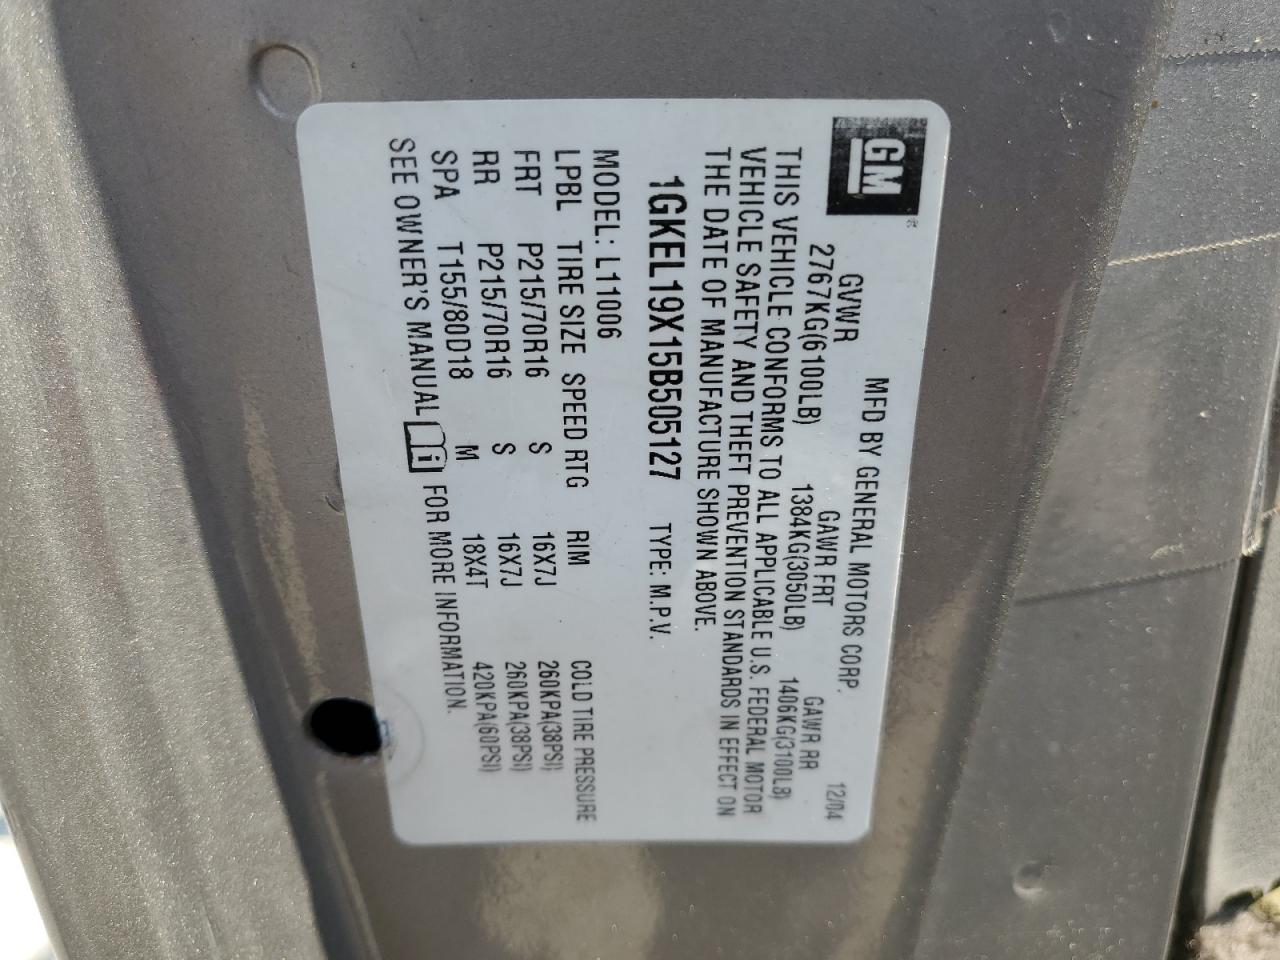 GM
®
MFD BY GENERAL MOTORS CORP. 12/04
GVWR GAWR FRT GAWR RR
2767KG(6100LB) 1384KG(3050LB) 1406KG(3100LB)
THIS VEHICLE CONFORMS TO ALL APPLICABLE U.S. FEDERAL MOTOR
VEHICLE SAFETY AND THEFT PREVENTION STANDARDS IN EFFECT ON
THE DATE OF MANUFACTURE SHOWN ABOVE.
1GKEL19X15B505127 TYPE: M.P.V.
MODEL: L11006
LPBL TIRE SIZE SPEED RTG RIM COLD TIRE PRESSURE
FRT P215/70R16 S 16X7J 260KPA(38PSI)
RR P215/70R16 S 16X7J 260KPA(38PSI)
SPA T155/80D18 M 18X4T 420KPA(60PSI)
SEE OWNER'S MANUAL i FOR MORE INFORMATION.